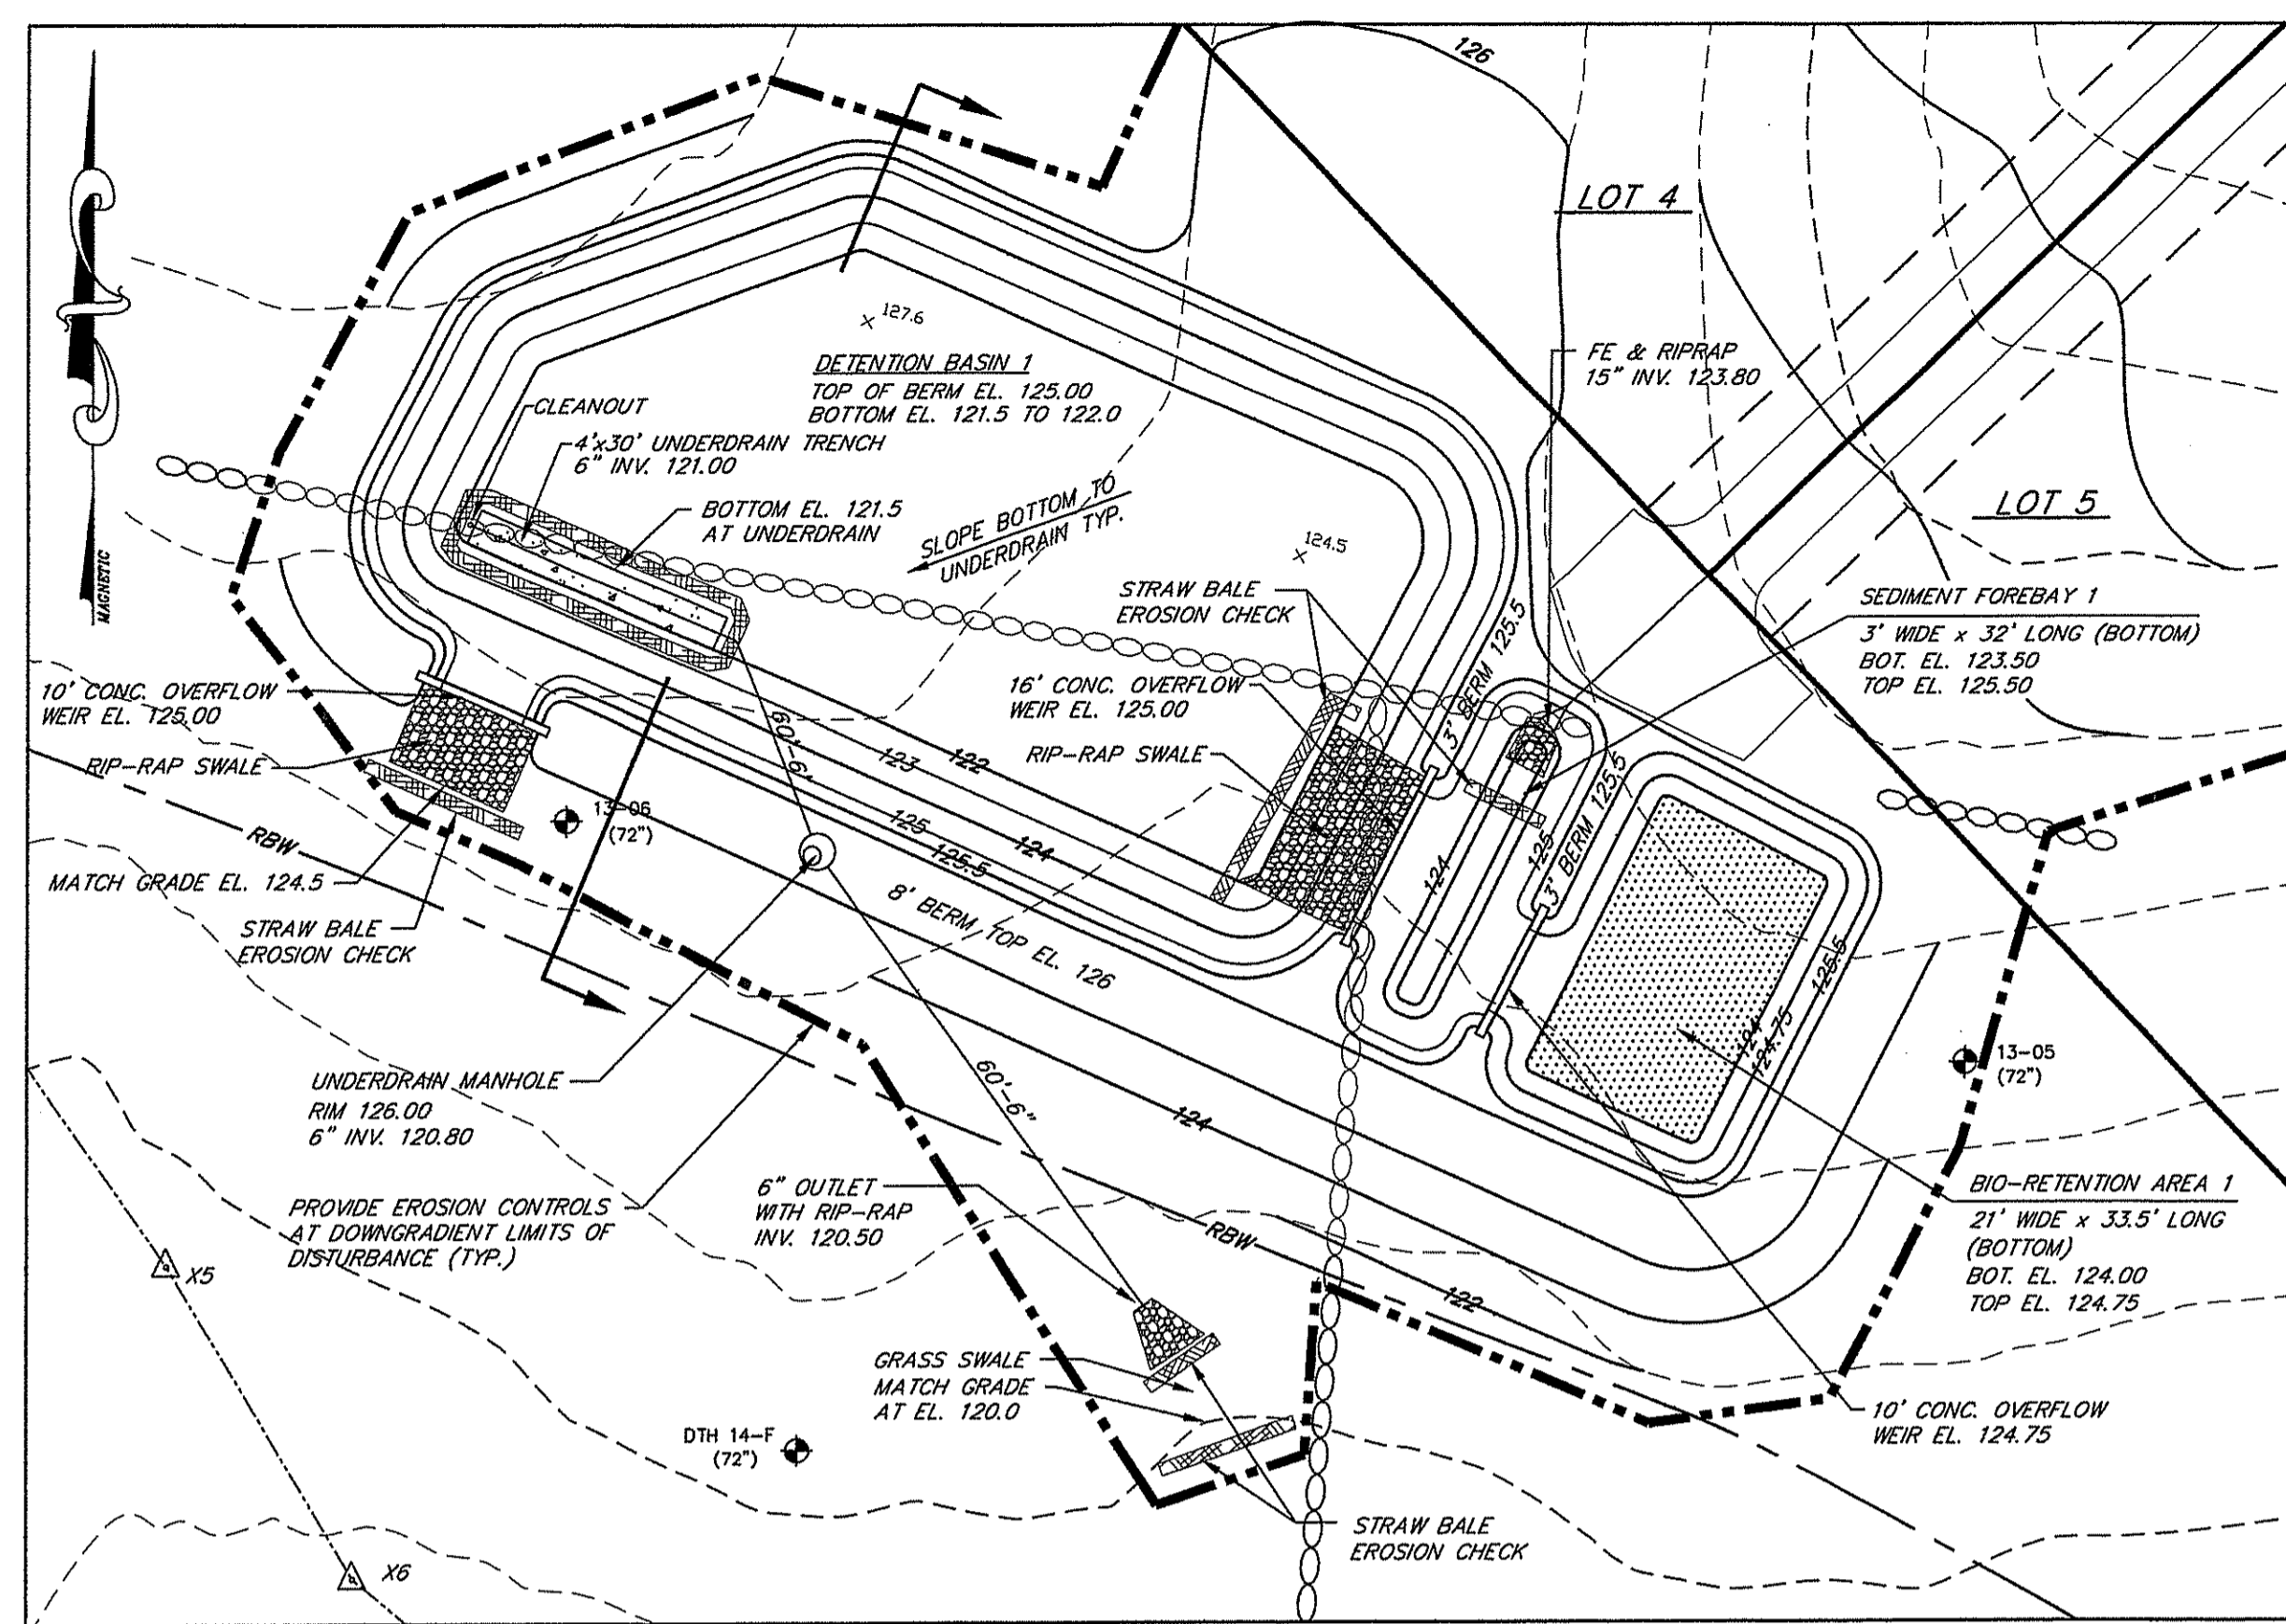 126
LOT 4
127.6
DETENTION BASIN 1
TOP OF BERM EL. 125.00
BOTTOM EL. 121.5 TO 122.0
FE & RIPRAP
15" INV. 123.80
CLEANOUT
4'x30' UNDERDRAIN TRENCH
6" INV. 121.00
BOTTOM EL. 121.5
AT UNDERDRAIN
SLOPE BOTTOM TO
UNDERDRAIN TYP.
LOT 5
124.5
MAGNETIC
STRAW BALE
EROSION CHECK
SEDIMENT FOREBAY 1
3' WIDE x 32' LONG (BOTTOM)
BOT. EL. 123.50
TOP EL. 125.50
3' BERM 125.5
10' CONC. OVERFLOW
WEIR EL. 125.00
16' CONC. OVERFLOW
WEIR EL. 125.00
RIP-RAP SWALE
RIP-RAP SWALE
60'-6"
123
122
3' BERM 125.5
13-06
(72")
125
124
125.5
RBW
MATCH GRADE EL. 124.5
124
125
8' BERM TOP EL. 126
STRAW BALE
EROSION CHECK
125.5
124
124.75
13-05
(72")
UNDERDRAIN MANHOLE
RIM 126.00
6" INV. 120.80
60'-6"
124
PROVIDE EROSION CONTROLS
AT DOWNGRADIENT LIMITS OF
DISTURBANCE (TYP.)
6" OUTLET
WITH RIP-RAP
INV. 120.50
RBW
BIO-RETENTION AREA 1
21' WIDE x 33.5' LONG
(BOTTOM)
BOT. EL. 124.00
TOP EL. 124.75
X5
122
GRASS SWALE
MATCH GRADE
AT EL. 120.0
10' CONC. OVERFLOW
WEIR EL. 124.75
DTH 14-F
(72")
STRAW BALE
EROSION CHECK
X6